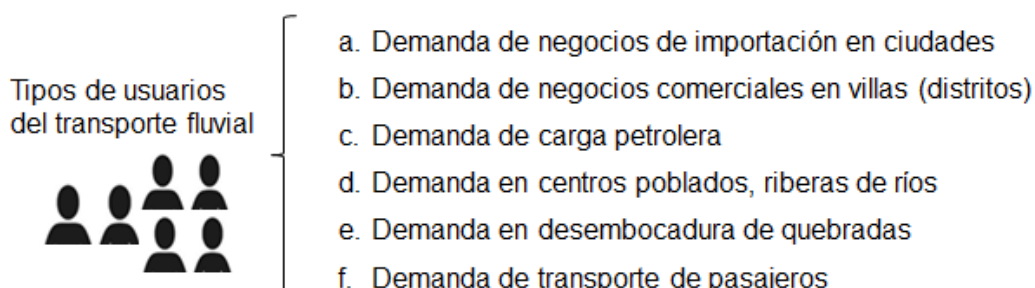 Tipos de usuarios
del transporte fluvial
a. Demanda de negocios de importación en ciudades
b. Demanda de negocios comerciales en villas (distritos)
c. Demanda de carga petrolera
d. Demanda en centros poblados, riberas de ríos
e. Demanda en desembocadura de quebradas
f. Demanda de transporte de pasajeros